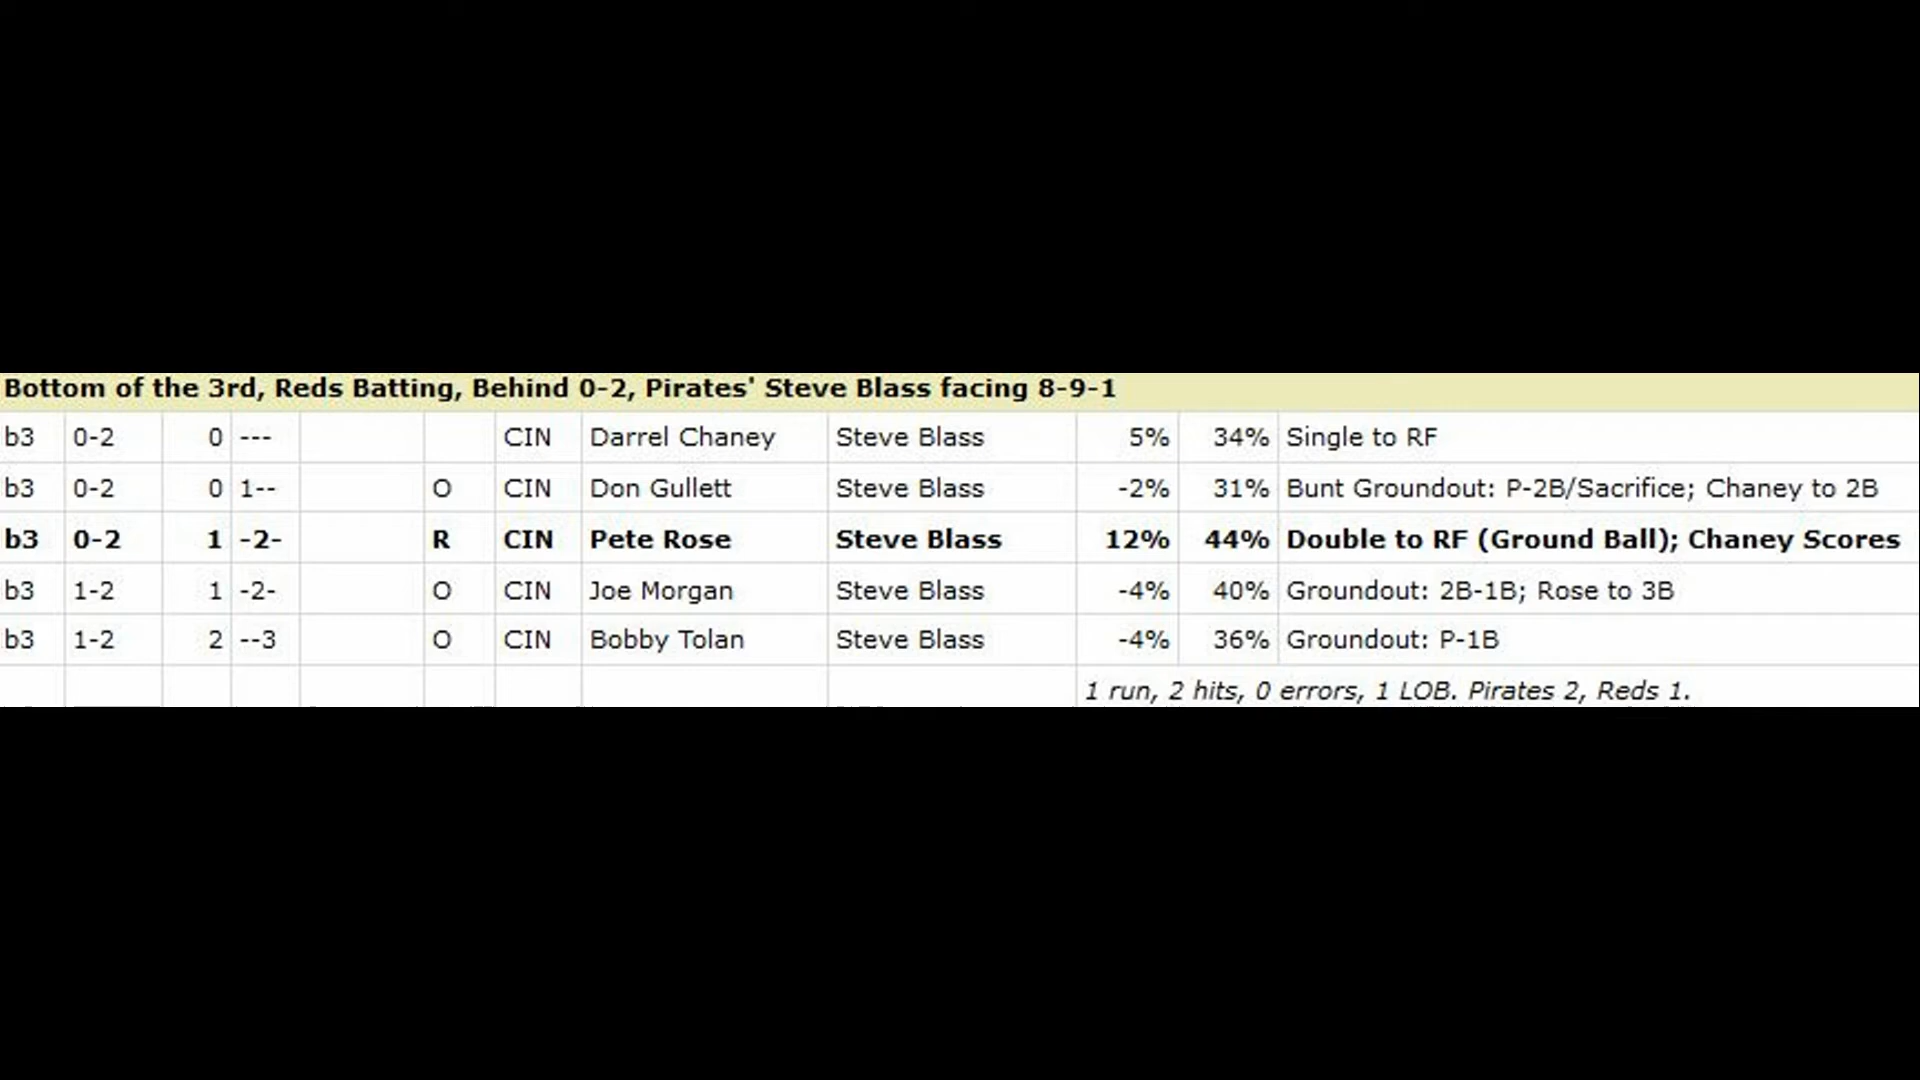 Bottom of the 3rd, Reds Batting, Behind 0-2, Pirates' Steve Blass facing 8-9-1
b3 0-2 0 --- CIN Darrel Chaney Steve Blass 5% 34% Single to RF
b3 0-2 0 1-- O CIN Don Gullett Steve Blass -2% 31% Bunt Groundout: P-2B/Sacrifice; Chaney to 2B
b3 0-2 1 -2- R CIN Pete Rose Steve Blass 12% 44% Double to RF (Ground Ball); Chaney Scores
b3 1-2 1 -2- O CIN Joe Morgan Steve Blass -4% 40% Groundout: 2B-1B; Rose to 3B
b3 1-2 2 --3 O CIN Bobby Tolan Steve Blass -4% 36% Groundout: P-1B
1 run, 2 hits, 0 errors, 1 LOB. Pirates 2, Reds 1.